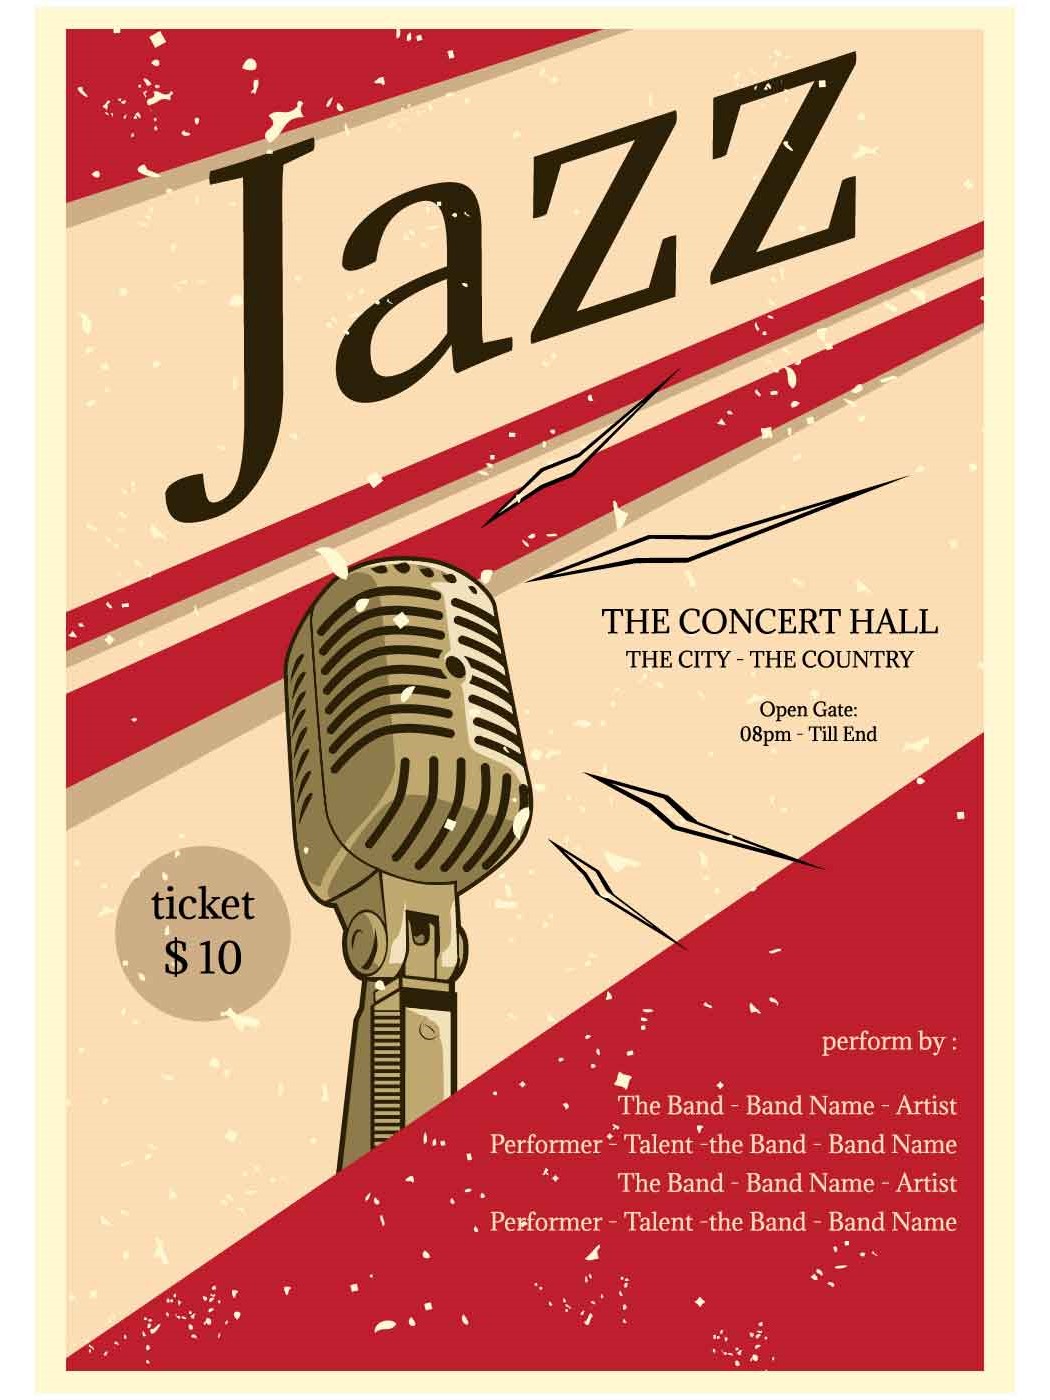 Jazz
THE CONCERT HALL
THE CITY - THE COUNTRY
Open Gate:
08pm - Till End
ticket
$ 10
perform by :
The Band - Band Name - Artist
Performer - Talent -the Band - Band Name
The Band - Band Name - Artist
Performer - Talent -the Band - Band Name